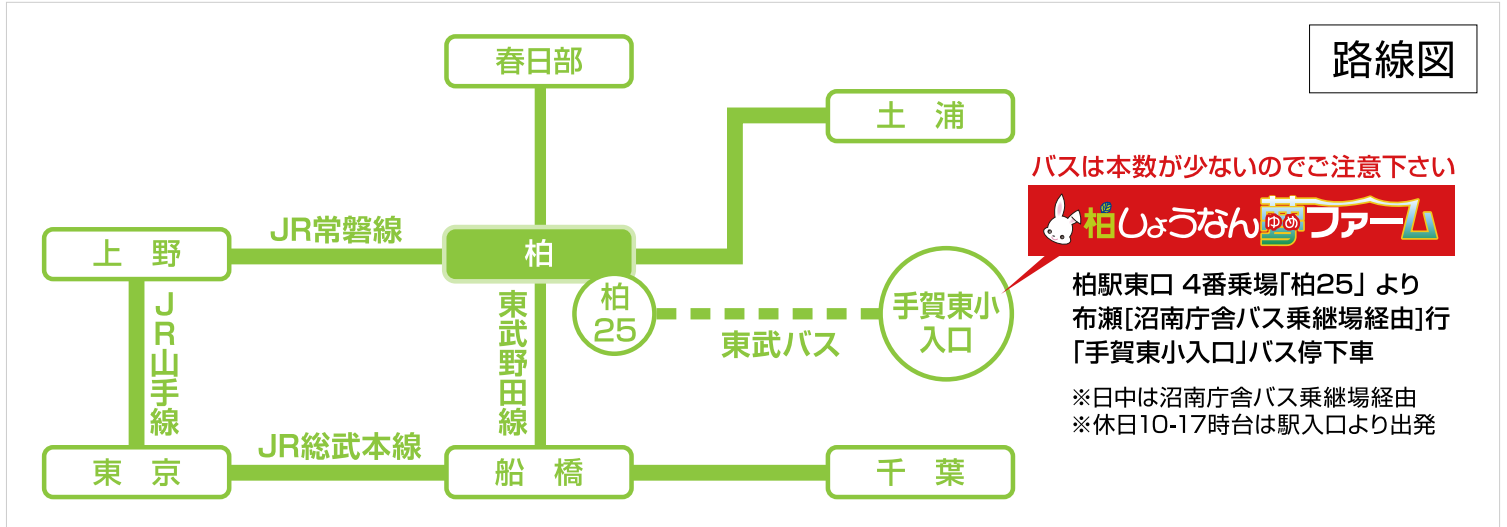 路線図
春日部
土 浦
バスは本数が少ないのでご注意下さい
柏しょうなん夢ファーム
ゆめ
JR常磐線
上 野
柏
柏
25
手賀東小
入口
東武バス
柏駅東口 4番乗場「柏25」より
布瀬[沼南庁舎バス乗継場経由]行
「手賀東小入口」バス停下車
※日中は沼南庁舎バス乗継場経由
※休日10-17時台は駅入口より出発
JR山手線
東武野田線
JR総武本線
東 京
船 橋
千 葉